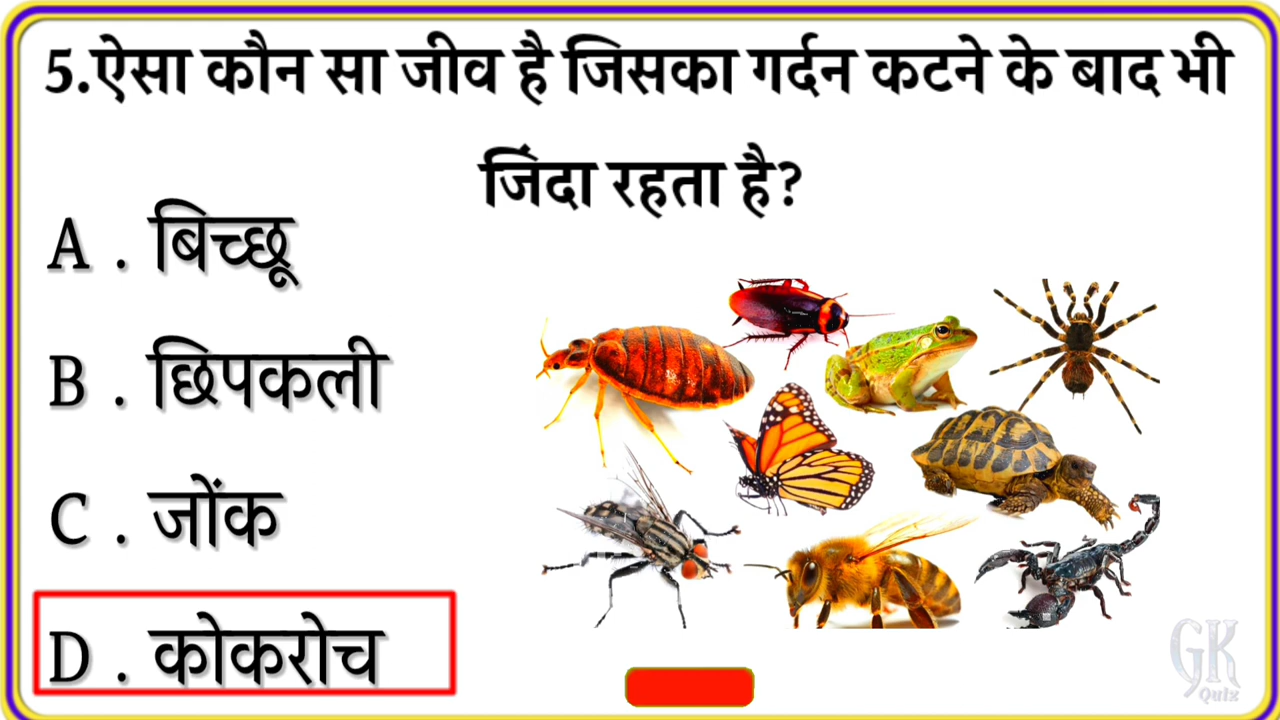 5.ऐसा कौन सा जीव है जिसका गर्दन कटने के बाद भी
जिंदा रहता है?
A . बिच्छू
B . छिपकली
C . जोंक
D . कोकरोच
GK
Quiz